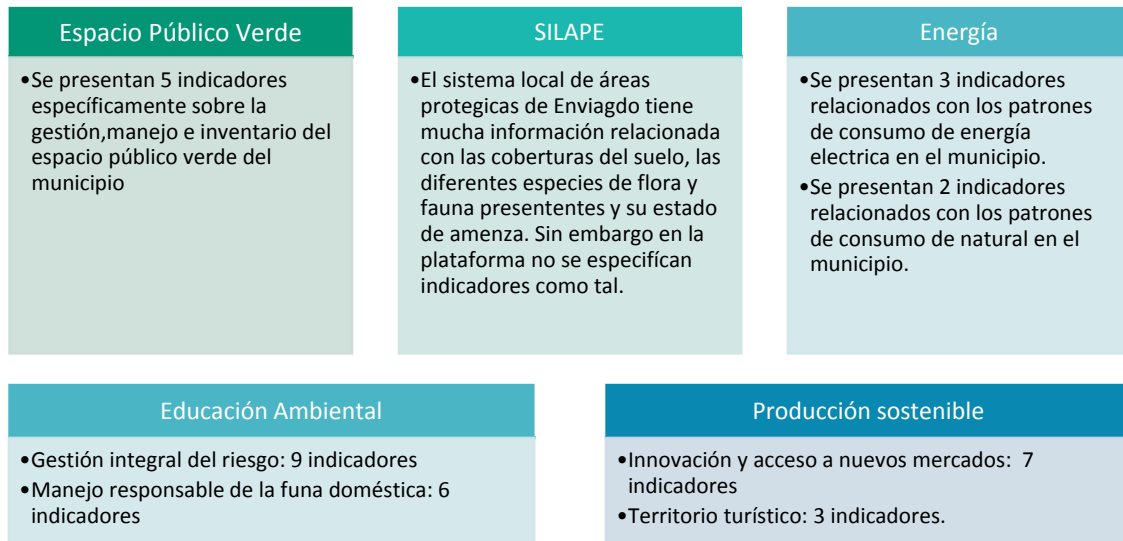 Espacio Público Verde
•Se presentan 5 indicadores
específicamente sobre la
gestión,manejo e inventario del
espacio público verde del
municipio
SILAPE
•El sistema local de áreas
protegicas de Enviagdo tiene
mucha información relacionada
con las coberturas del suelo, las
diferentes especies de flora y
fauna presententes y su estado
de amenza. Sin embargo en la
plataforma no se especifícan
indicadores como tal.
Energía
•Se presentan 3 indicadores
relacionados con los patrones
de consumo de energía
electrica en el municipio.
•Se presentan 2 indicadores
relacionados con los patrones
de consumo de natural en el
municipio.
Educación Ambiental
•Gestión integral del riesgo: 9 indicadores
•Manejo responsable de la funa doméstica: 6
indicadores
Producción sostenible
•Innovación y acceso a nuevos mercados: 7
indicadores
•Territorio turístico: 3 indicadores.